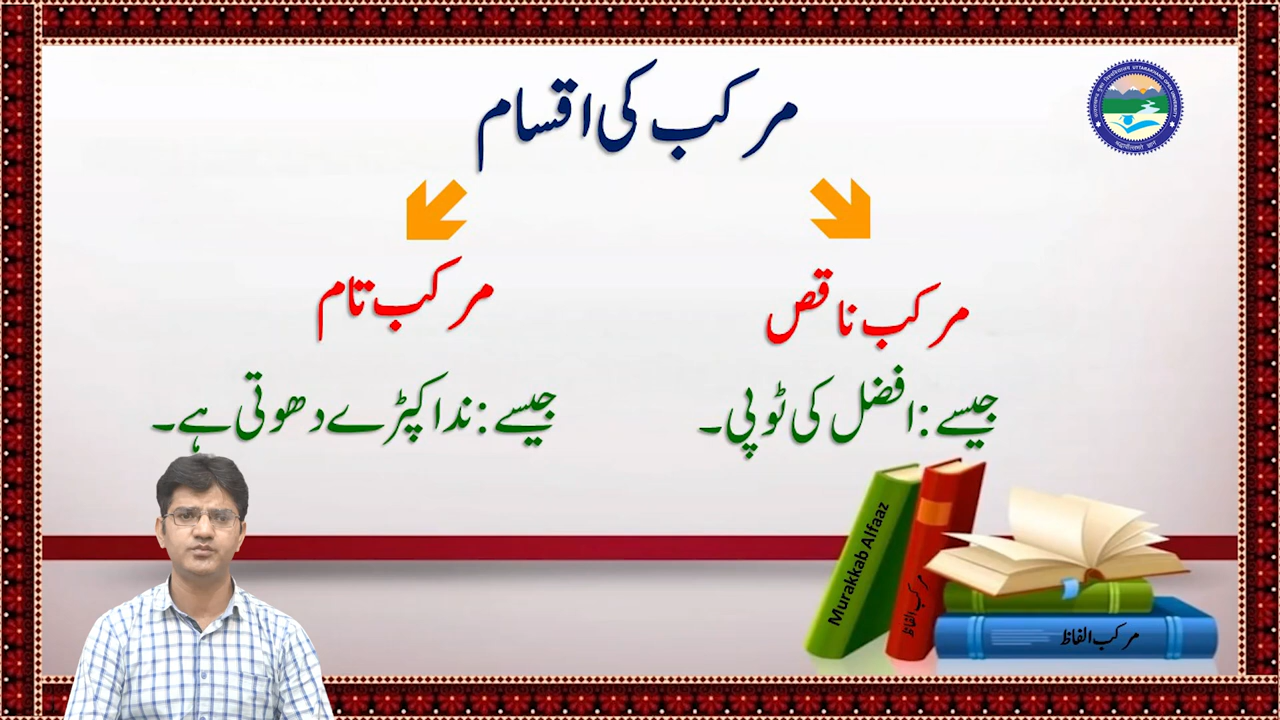 مرکب کی اقسام
مرکب ناقص
مرکب تام
جیسے : افضل کی ٹوپی۔
جیسے : ندا کپڑے دھوتی ہے۔
Murakkab Alfaaz
مرکب الفاظ
مرکب الفاظ